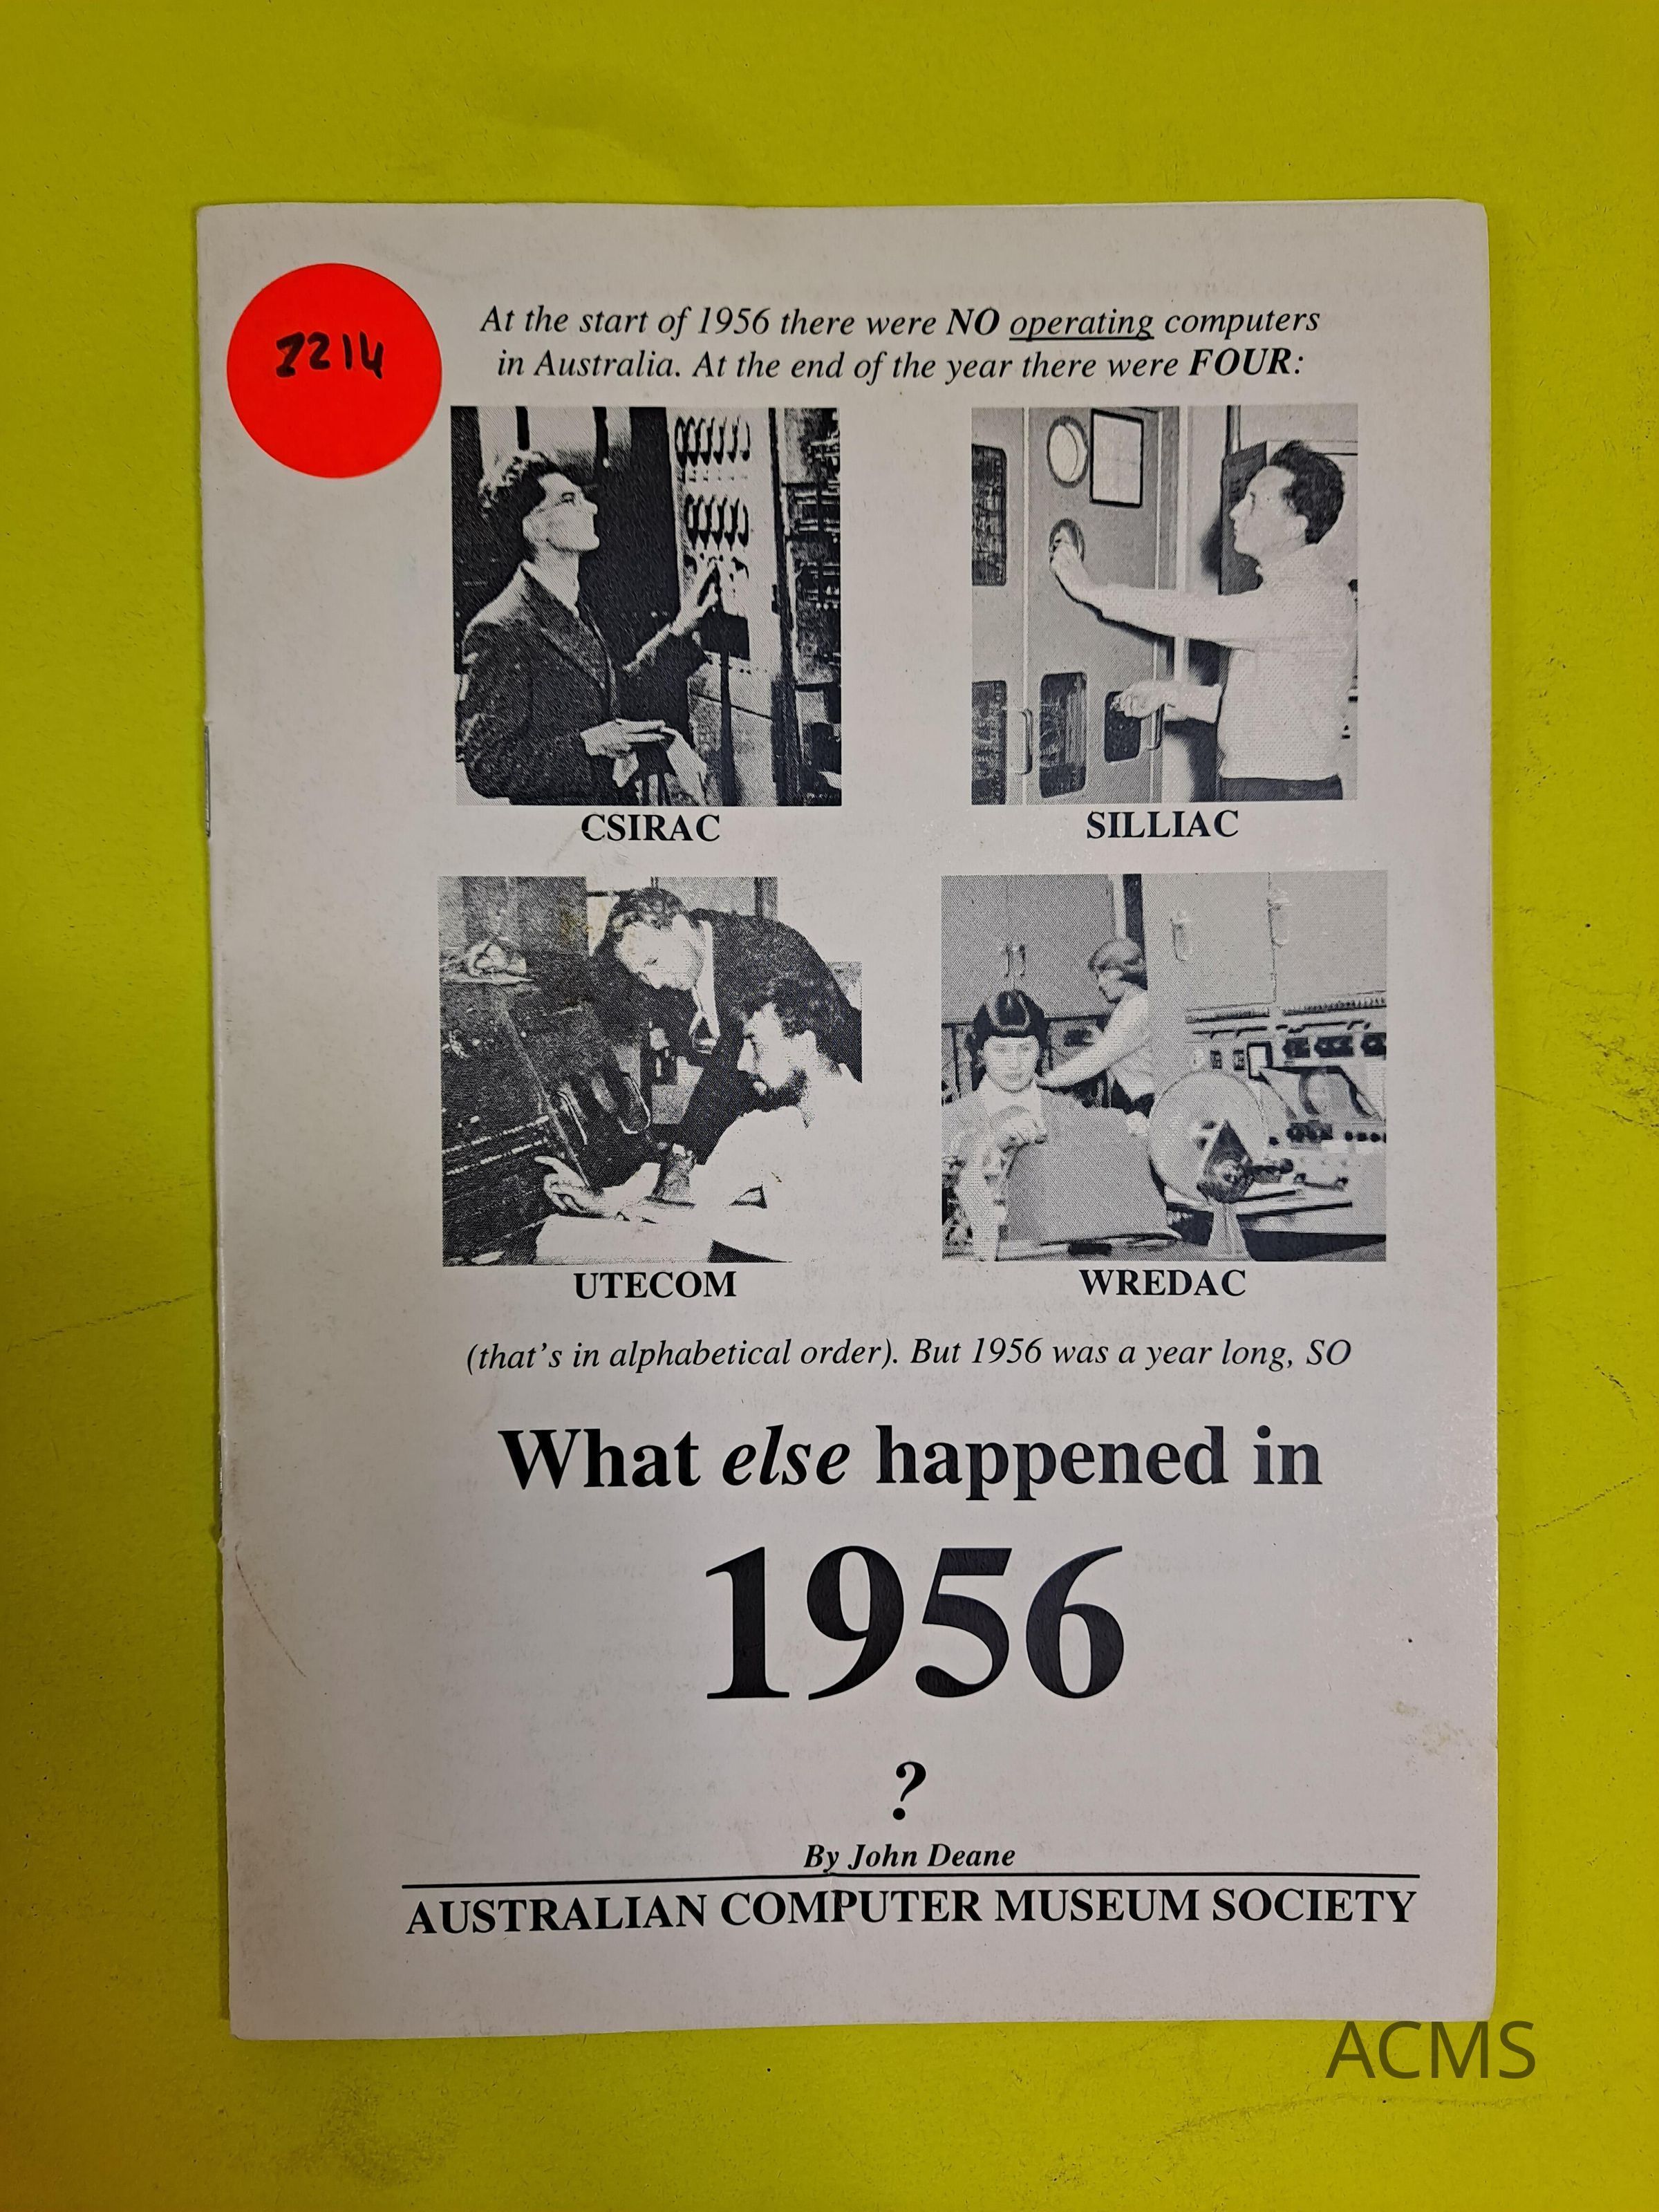 7214
At the start of 1956 there were NO operating computers
in Australia. At the end of the year there were FOUR:
CSIRAC
SILLIAC
UTECOM
WREDAC
(that's in alphabetical order). But 1956 was a year long, SO
What else happened in
1956
?
By John Deane
AUSTRALIAN COMPUTER MUSEUM SOCIETY
ACMS